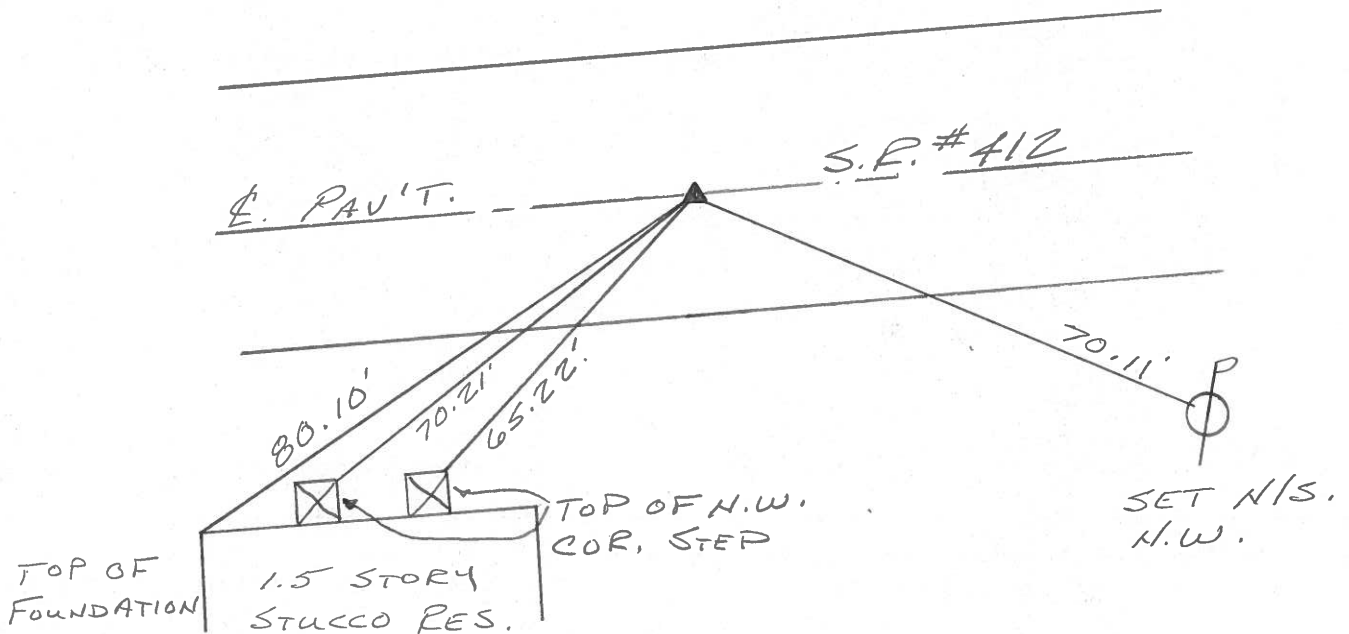 S.R. #412
℄. PAV'T.
80.10'
70.21'
65.22'
70.11'
P
TOP OF N.W.
COR. STEP
SET N/S.
N.W.
TOP OF
FOUNDATION
1.5 STORY
STUCCO RES.